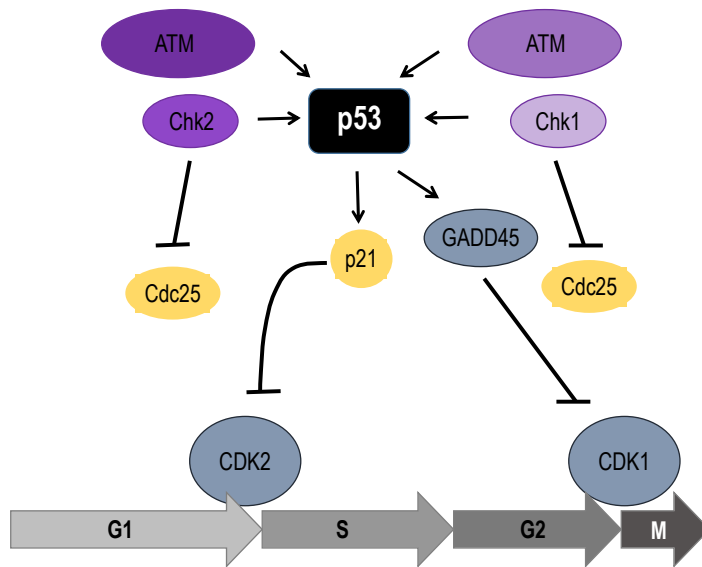 ATM
ATM
Chk2
p53
Chk1
p21
GADD45
Cdc25
Cdc25
CDK2
CDK1
G1
S
G2
M